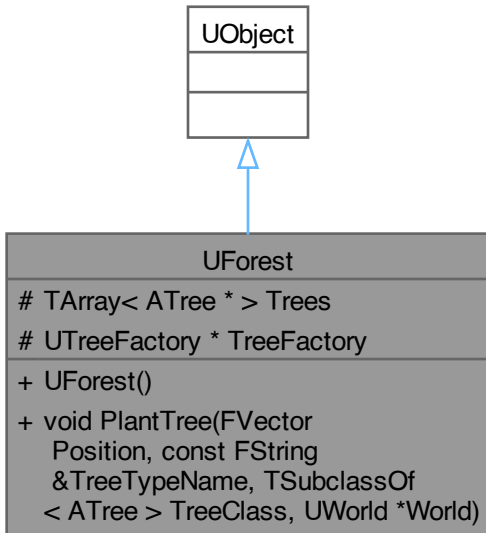 UObject
UForest
# TArray< ATree * > Trees
# UTreeFactory * TreeFactory
+ UForest()
+ void PlantTree(FVector
Position, const FString
&TreeTypeName, TSubclassOf
< ATree > TreeClass, UWorld *World)